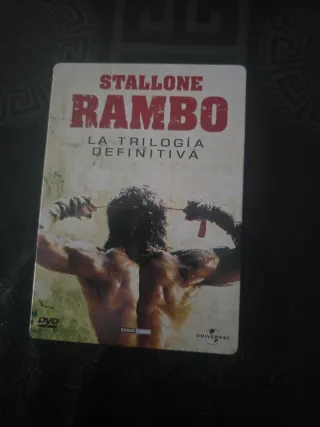 STALLONE
RAMBO
LA TRILOGÍA
DEFINITIVA
DVD
UNIVERSAL